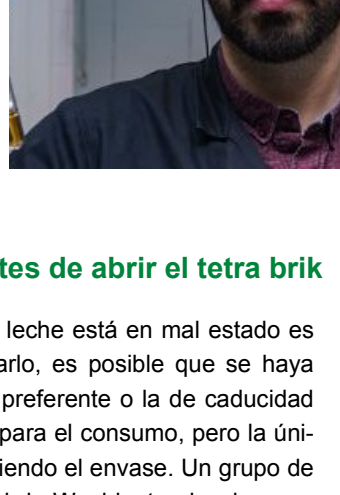 tes de abrir el tetra brik
leche está en mal estado es
arlo, es posible que se haya
preferente o la de caducidad
para el consumo, pero la úni-
iendo el envase. Un grupo de